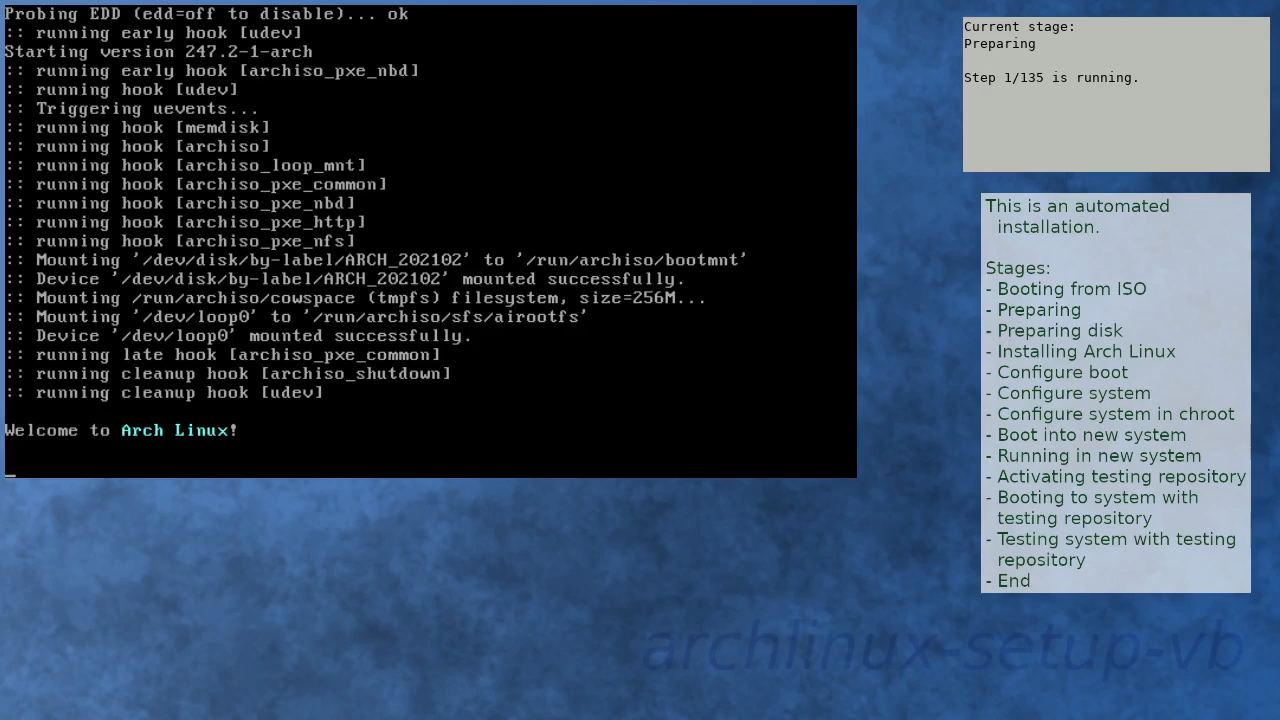 Probing EDD (edd=off to disable)... ok
:: running early hook [udev]
Starting version 247.2-1-arch
:: running early hook [archiso_pxe_nbd]
:: running hook [udev]
:: Triggering uevents...
:: running hook [memdisk]
:: running hook [archiso]
:: running hook [archiso_loop_mnt]
:: running hook [archiso_pxe_common]
:: running hook [archiso_pxe_nbd]
:: running hook [archiso_pxe_http]
:: running hook [archiso_pxe_nfs]
:: Mounting '/dev/disk/by-label/ARCH_202102' to '/run/archiso/bootmnt'
:: Device '/dev/disk/by-label/ARCH_202102' mounted successfully.
:: Mounting /run/archiso/cowspace (tmpfs) filesystem, size=256M...
:: Mounting '/dev/loop0' to '/run/archiso/sfs/airootfs'
:: Device '/dev/loop0' mounted successfully.
:: running late hook [archiso_pxe_common]
:: running cleanup hook [archiso_shutdown]
:: running cleanup hook [udev]
Welcome to Arch Linux!
Current stage:
Preparing
Step 1/135 is running.
This is an automated
installation.
Stages:
- Booting from ISO
- Preparing
- Preparing disk
- Installing Arch Linux
- Configure boot
- Configure system
- Configure system in chroot
- Boot into new system
- Running in new system
- Activating testing repository
- Booting to system with
testing repository
- Testing system with testing
repository
- End
archlinux-setup-vb